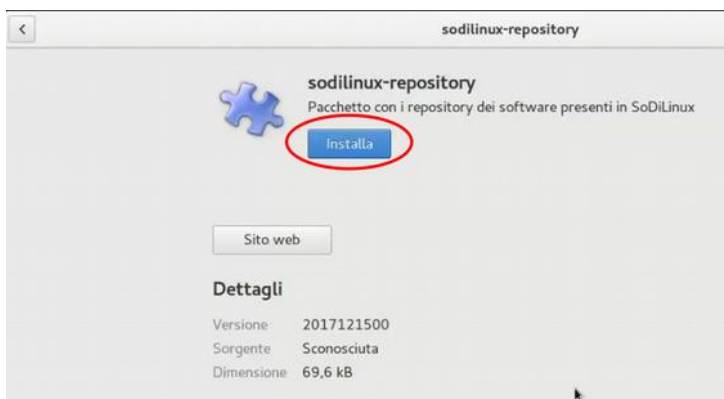 sodilinux-repository
sodilinux-repository
Pacchetto con i repository dei software presenti in SoDiLinux
Installa
Sito web
Dettagli
Versione 2017121500
Sorgente Sconosciuta
Dimensione 69,6 kB